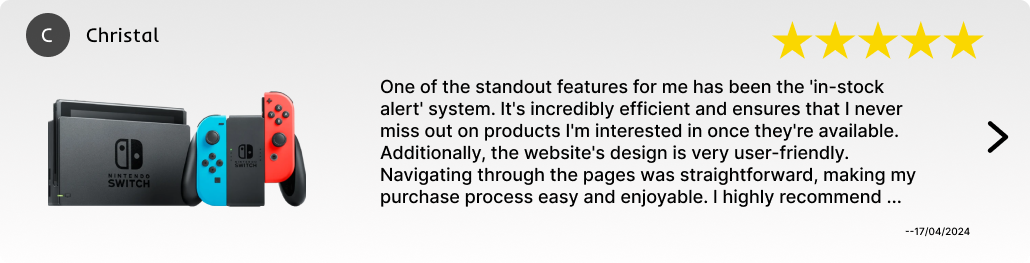 C
Christal
One of the standout features for me has been the 'in-stock
alert' system. It's incredibly efficient and ensures that I never
miss out on products I'm interested in once they're available.
Additionally, the website's design is very user-friendly.
Navigating through the pages was straightforward, making my
purchase process easy and enjoyable. I highly recommend ...
NINTENDO
SWITCH
NINTENDO
SWITCH
--17/04/2024